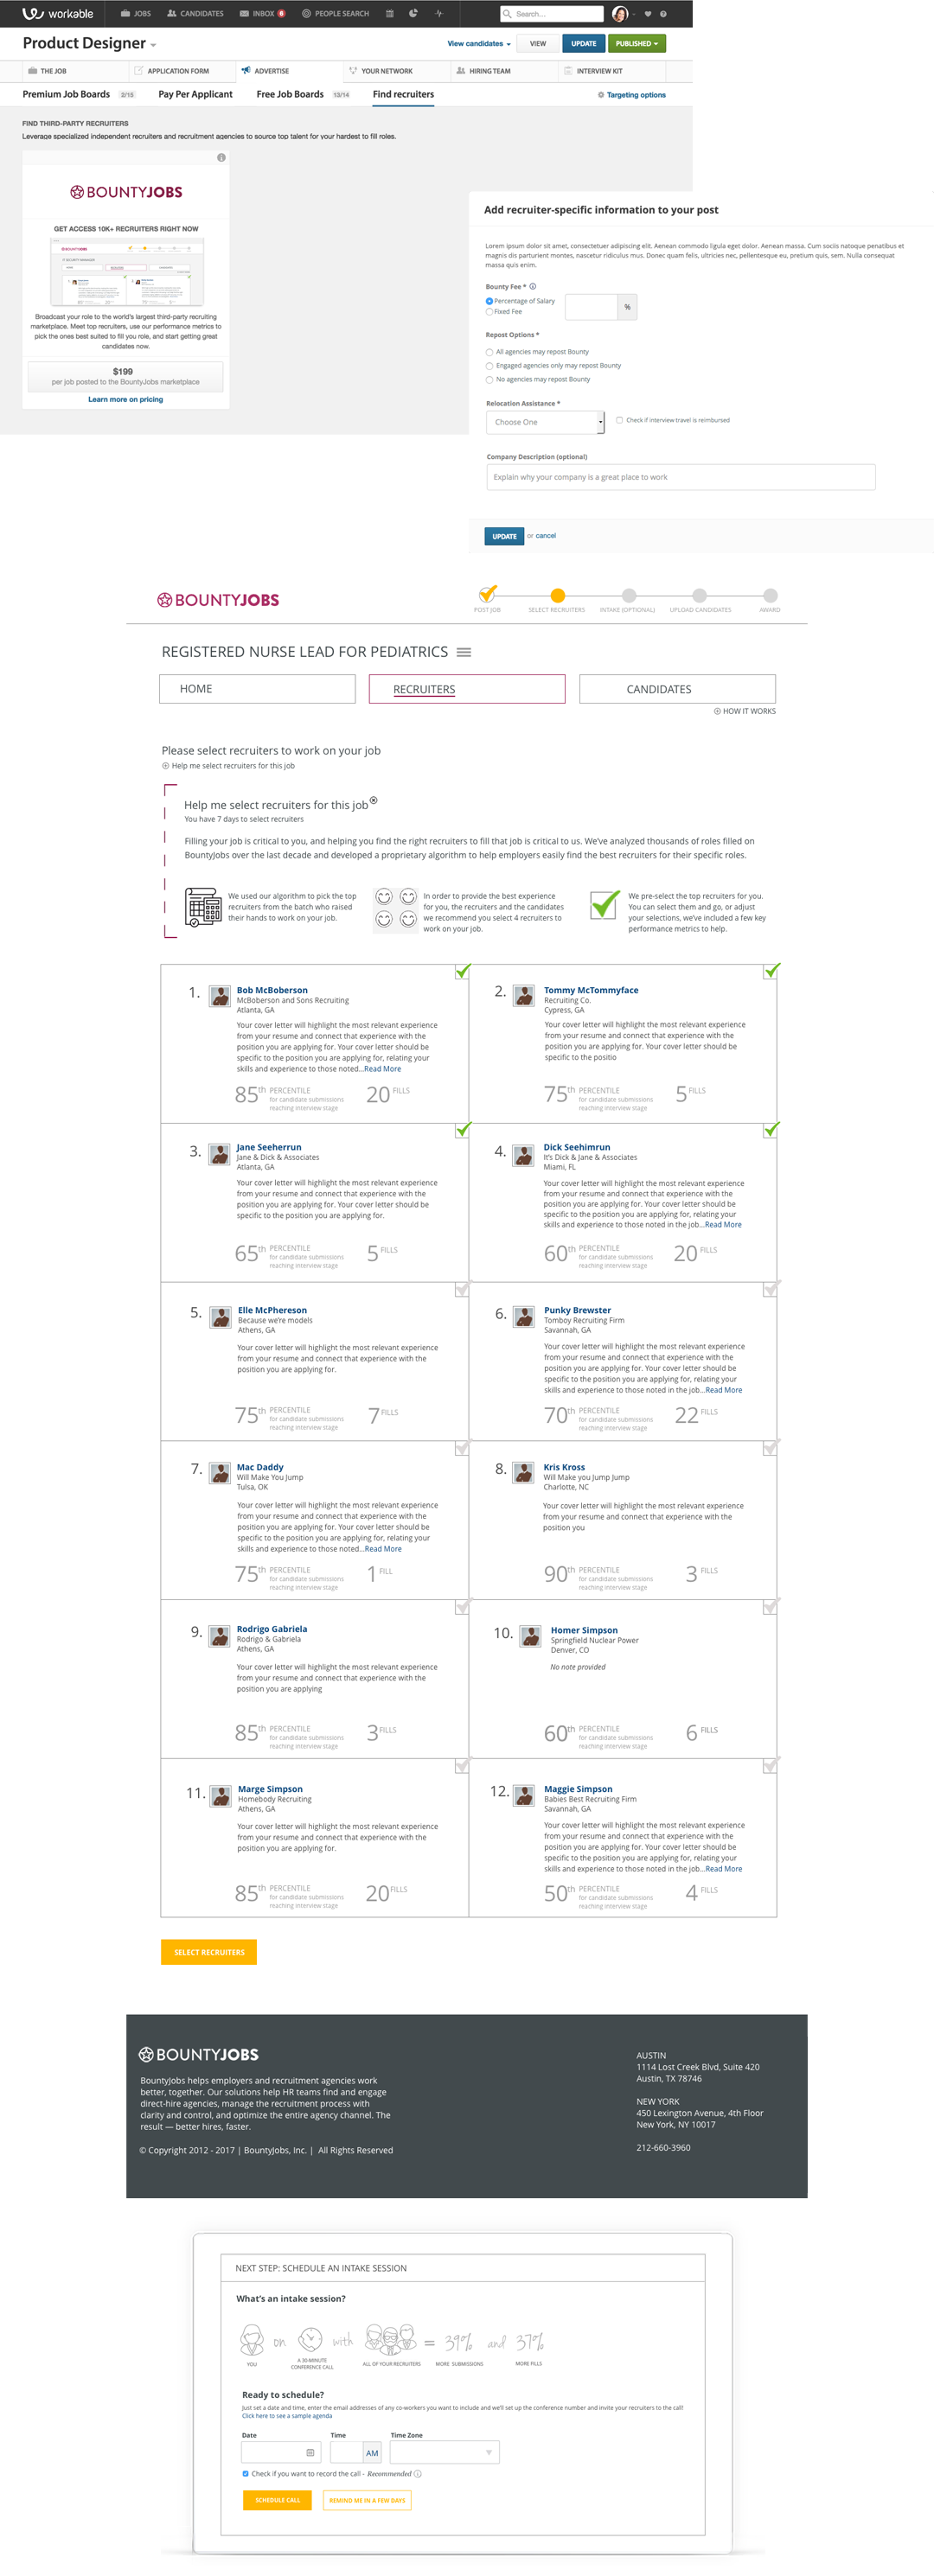 workable
JOBS
CANDIDATES
INBOX 6
PEOPLE SEARCH
Search...
Product Designer
View candidates
VIEW
UPDATE
PUBLISHED
THE JOB
APPLICATION FORM
ADVERTISE
YOUR NETWORK
HIRING TEAM
INTERVIEW KIT
Premium Job Boards 2/15
Pay Per Applicant
Free Job Boards 13/14
Find recruiters
Targeting options
FIND THIRD-PARTY RECRUITERS
Leverage specialized independent recruiters and recruitment agencies to source top talent for your hardest to fill roles.
BOUNTYJOBS
GET ACCESS 10K+ RECRUITERS RIGHT NOW
BOUNTYJOBS
Broadcast your role to the world's largest third-party recruiting
marketplace. Meet top recruiters, use our performance metrics to
pick the ones best suited to fill you role, and start getting great
candidates now.
$199
per job posted to the BountyJobs marketplace
Learn more on pricing
Add recruiter-specific information to your post
Lorem ipsum dolor sit amet, consectetuer adipiscing elit. Aenean commodo ligula eget dolor. Aenean massa. Cum sociis natoque penatibus et
magnis dis parturient montes, nascetur ridiculus mus. Donec quam felis, ultricies nec, pellentesque eu, pretium quis, sem. Nulla consequat
massa quis enim.
Bounty Fee *
Percentage of Salary
Fixed Fee
%
Repost Options *
All agencies may repost Bounty
Engaged agencies only may repost Bounty
No agencies may repost Bounty
Relocation Assistance *
Choose One
Check if interview travel is reimbursed
Company Description (optional)
Explain why your company is a great place to work
UPDATE or cancel
BOUNTYJOBS
POST JOB
SELECT RECRUITERS
INTAKE (OPTIONAL)
UPLOAD CANDIDATES
AWARD
REGISTERED NURSE LEAD FOR PEDIATRICS
HOME
RECRUITERS
CANDIDATES
HOW IT WORKS
Please select recruiters to work on your job
Help me select recruiters for this job
Help me select recruiters for this job
You have 7 days to select recruiters
Filling your job is critical to you, and helping you find the right recruiters to fill that job is critical to us. We've analyzed thousands of roles filled on
BountyJobs over the last decade and developed a proprietary algorithm to help employers easily find the best recruiters for their specific roles.
We used our algorithm to pick the top
recruiters from the batch who raised
their hands to work on your job.
In order to provide the best experience
for you, the recruiters and the candidates
we recommend you select 4 recruiters to
work on your job.
We pre-select the top recruiters for you.
You can select them and go, or adjust
your selections, we've included a few key
performance metrics to help.
1.
Bob McBoberson
McBoberson and Sons Recruiting
Atlanta, GA
Your cover letter will highlight the most relevant experience
from your resume and connect that experience with the
position you are applying for. Your cover letter should be
specific to the position you are applying for, relating your
skills and experience to those noted...Read More
85th PERCENTILE
for candidate submissions
reaching interview stage
20 FILLS
2.
Tommy McTommyface
Recruiting Co.
Cypress, GA
Your cover letter will highlight the most relevant experience
from your resume and connect that experience with the
position you are applying for. Your cover letter should be
specific to the positio
75th PERCENTILE
for candidate submissions
reaching interview stage
5 FILLS
3.
Jane Seeherrun
Jane & Dick & Associates
Atlanta, GA
Your cover letter will highlight the most relevant experience
from your resume and connect that experience with the
position you are applying for. Your cover letter should be
specific to the position you are applying for.
65th PERCENTILE
for candidate submissions
reaching interview stage
5 FILLS
4.
Dick Seehimrun
It's Dick & Jane & Associates
Miami, FL
Your cover letter will highlight the most relevant experience
from your resume and connect that experience with the
position you are applying for. Your cover letter should be
specific to the position you are applying for, relating your
skills and experience to those noted in the job...Read More
60th PERCENTILE
for candidate submissions
reaching interview stage
20 FILLS
5.
Elle McPhereson
Because we're models
Athens, GA
Your cover letter will highlight the most relevant experience
from your resume and connect that experience with the
position you are applying for.
75th PERCENTILE
for candidate submissions
reaching interview stage
7 FILLS
6.
Punky Brewster
Tomboy Recruiting Firm
Savannah, GA
Your cover letter will highlight the most relevant experience
from your resume and connect that experience with the
position you are applying for. Your cover letter should be
specific to the position you are applying for, relating your
skills and experience to those noted in the job...Read More
70th PERCENTILE
for candidate submissions
reaching interview stage
22 FILLS
7.
Mac Daddy
Will Make You Jump
Tulsa, OK
Your cover letter will highlight the most relevant experience
from your resume and connect that experience with the
position you are applying for. Your cover letter should be
specific to the position you are applying for, relating your
skills and experience to those noted...Read More
75th PERCENTILE
for candidate submissions
reaching interview stage
1 FILL
8.
Kris Kross
Will Make you Jump Jump
Charlotte, NC
Your cover letter will highlight the most relevant experience
from your resume and connect that experience with the
position you
90th PERCENTILE
for candidate submissions
reaching interview stage
3 FILLS
9.
Rodrigo Gabriela
Rodrigo & Gabriela
Athens, GA
Your cover letter will highlight the most relevant experience
from your resume and connect that experience with the
position you are applying
85th PERCENTILE
for candidate submissions
reaching interview stage
3 FILLS
10.
Homer Simpson
Springfield Nuclear Power
Denver, CO
No note provided
60th PERCENTILE
for candidate submissions
reaching interview stage
6 FILLS
11.
Marge Simpson
Homebody Recruiting
Athens, GA
Your cover letter will highlight the most relevant experience
from your resume and connect that experience with the
position you are applying for.
85th PERCENTILE
for candidate submissions
reaching interview stage
20 FILLS
12.
Maggie Simpson
Babies Best Recruiting Firm
Savannah, GA
Your cover letter will highlight the most relevant experience
from your resume and connect that experience with the
position you are applying for. Your cover letter should be
specific to the position you are applying for, relating your
skills and experience to those noted in the job...Read More
50th PERCENTILE
for candidate submissions
reaching interview stage
4 FILLS
SELECT RECRUITERS
BOUNTYJOBS
BountyJobs helps employers and recruitment agencies work
better, together. Our solutions help HR teams find and engage
direct-hire agencies, manage the recruitment process with
clarity and control, and optimize the entire agency channel. The
result — better hires, faster.
© Copyright 2012 - 2017 | BountyJobs, Inc. | All Rights Reserved
AUSTIN
1114 Lost Creek Blvd, Suite 420
Austin, TX 78746
NEW YORK
450 Lexington Avenue, 4th Floor
New York, NY 10017
212-660-3960
NEXT STEP: SCHEDULE AN INTAKE SESSION
What's an intake session?
on with = 39% and 37%
YOU
A 30-MINUTE
CONFERENCE CALL
ALL OF YOUR RECRUITERS
MORE SUBMISSIONS
MORE FILLS
Ready to schedule?
Just set a date and time, enter the email addresses of any co-workers you want to include and we'll set up the conference number and invite your recruiters to the call!
Click here to see a sample agenda
Date
Time
Time Zone
AM
Check if you want to record the call - Recommended
SCHEDULE CALL
REMIND ME IN A FEW DAYS